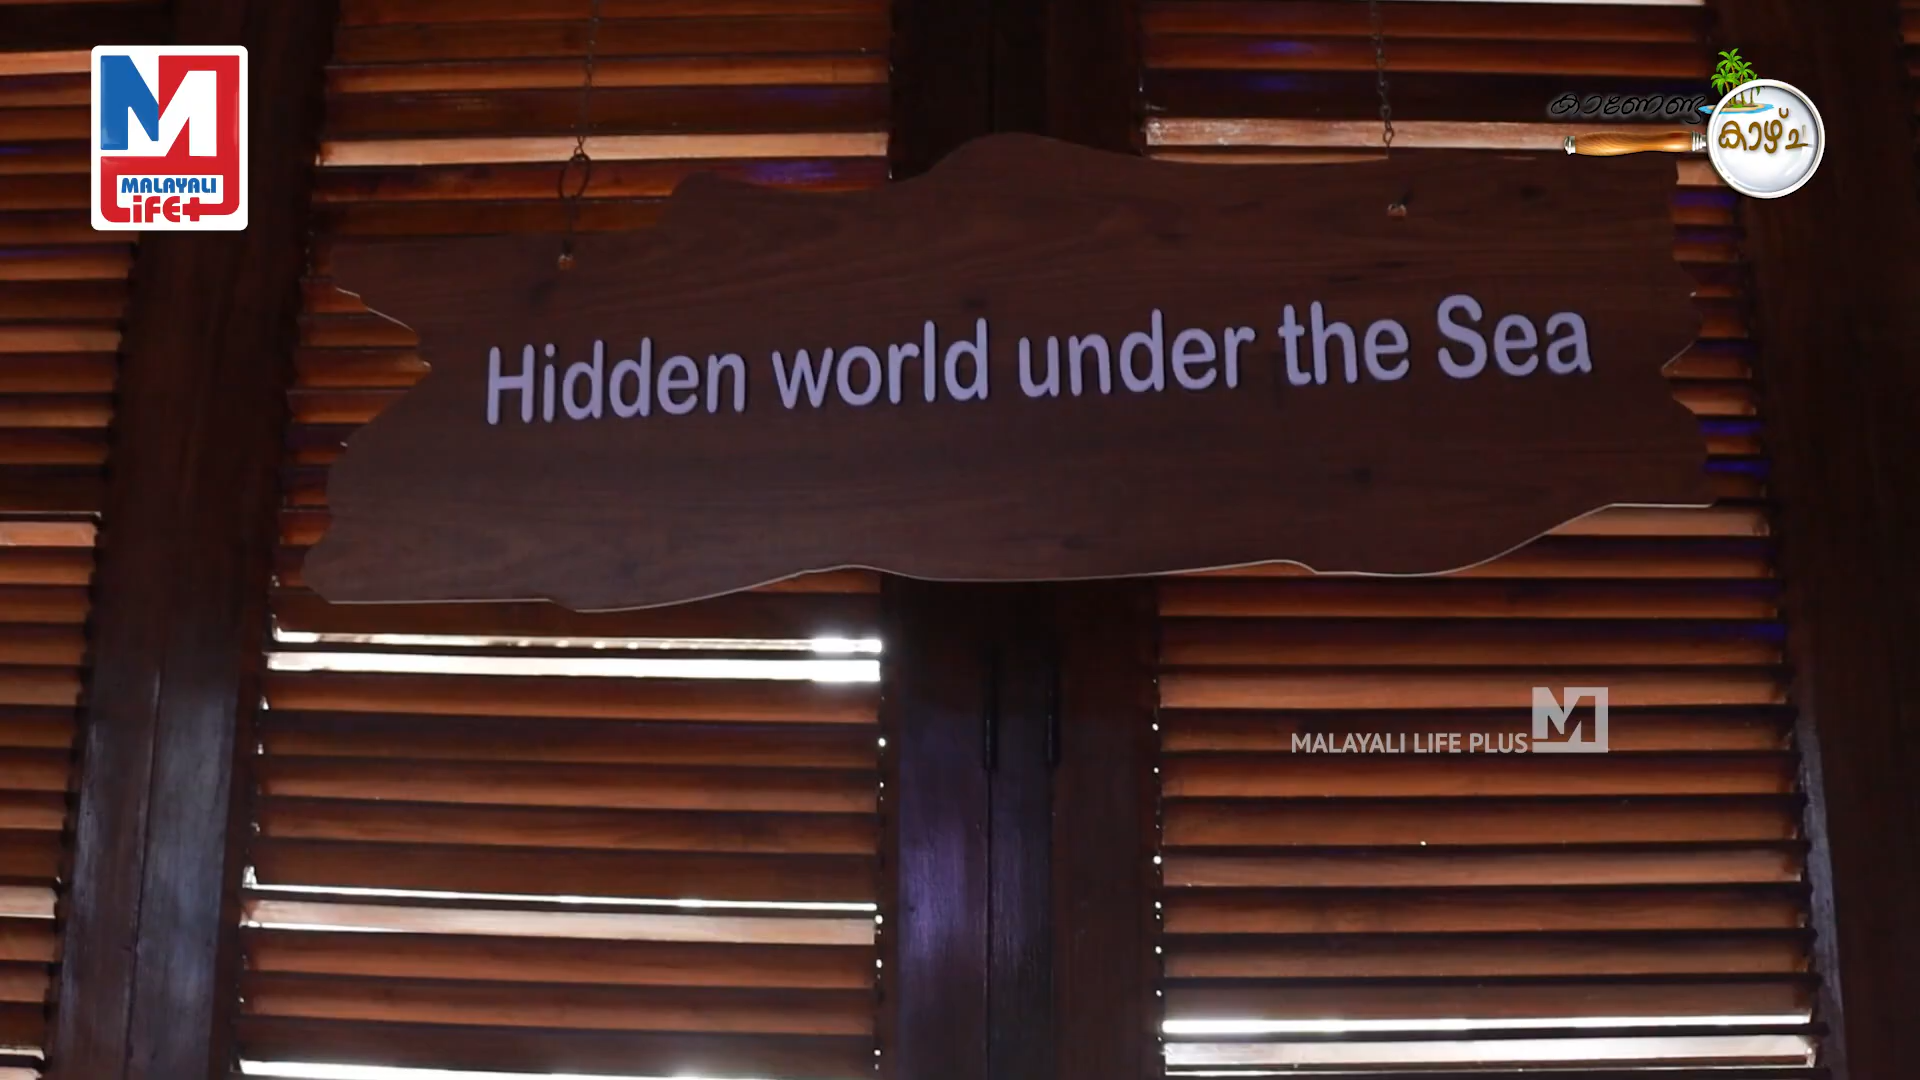 MALAYALI
LiFE+
കാണേണ്ട
കാഴ്ച
Hidden world under the Sea
MALAYALI LIFE PLUS